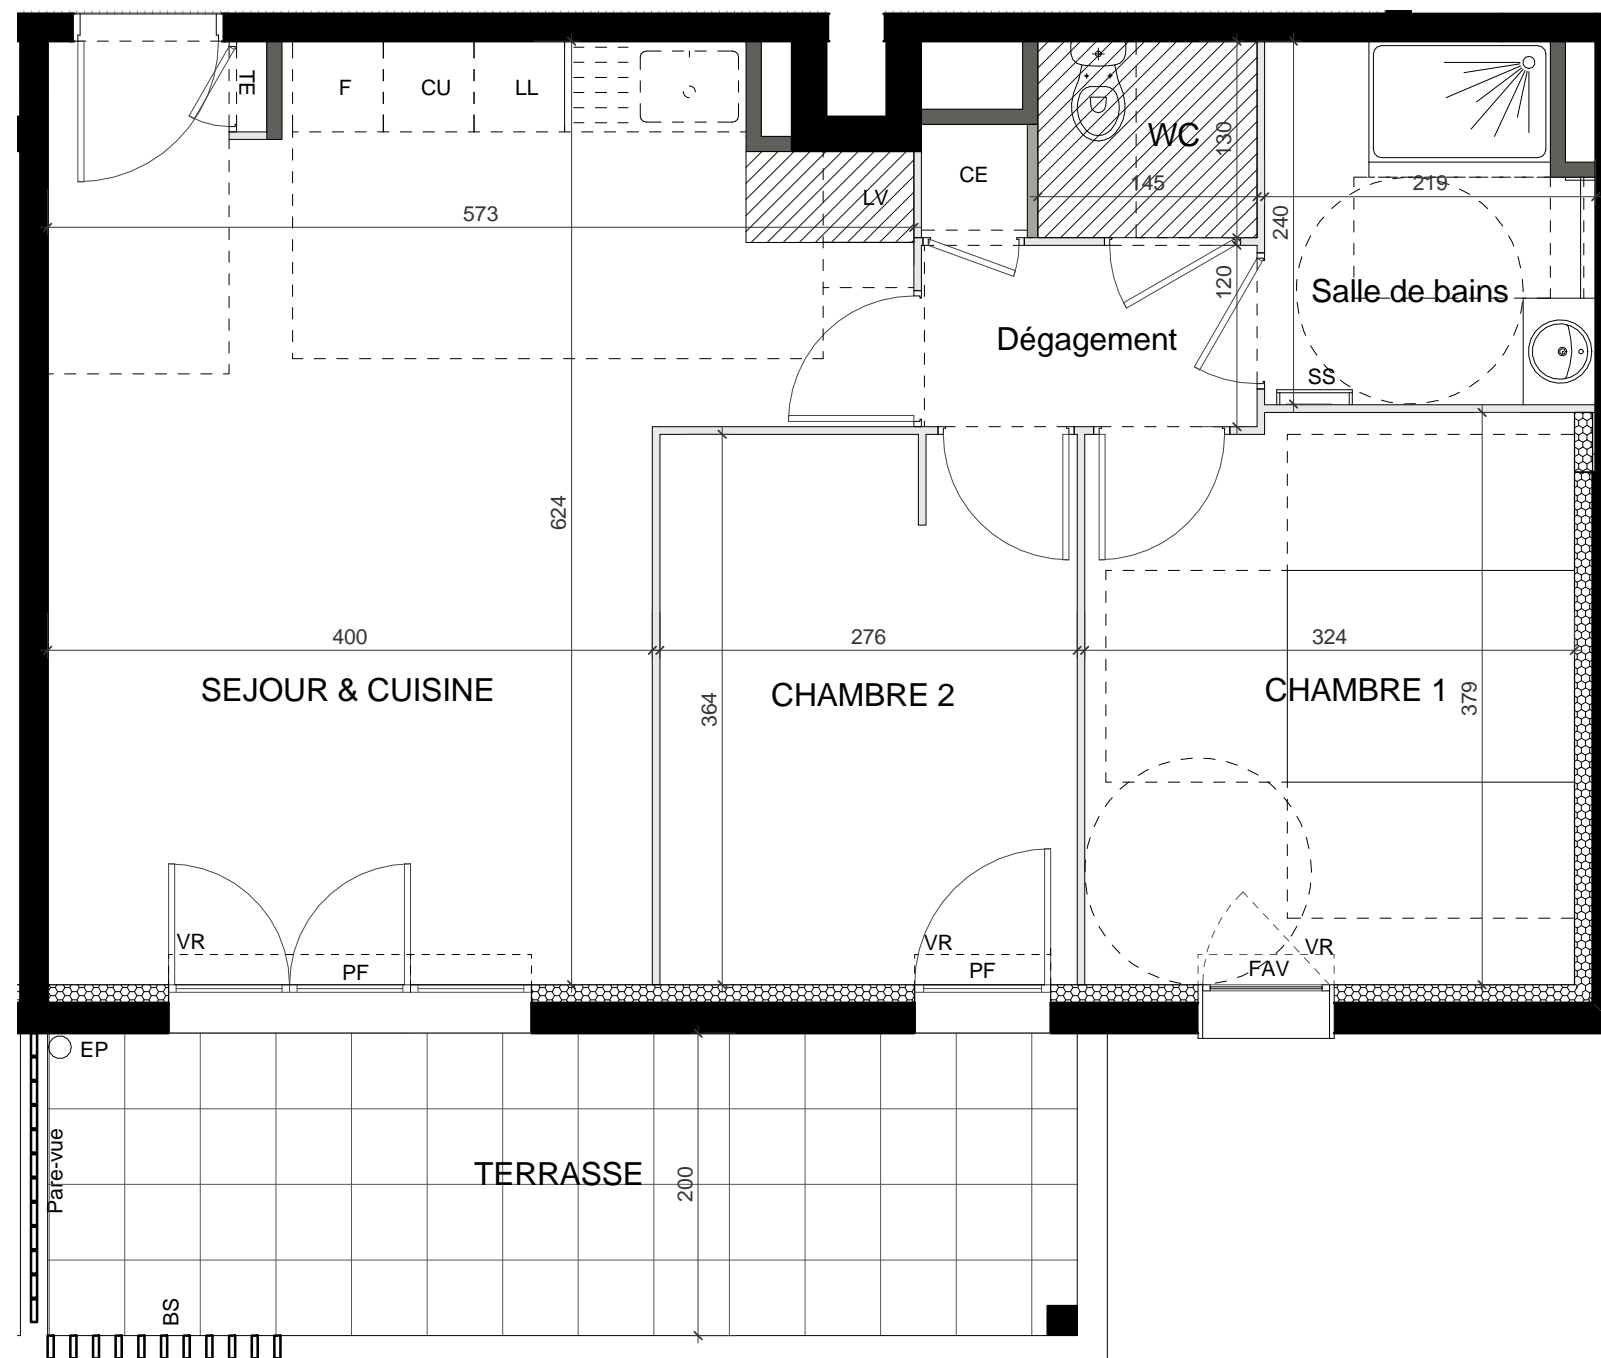 TE
F
CU
LL
WC
130
CE
145
219
LV
573
240
120
Salle de bains
Dégagement
SS
624
400
276
324
SEJOUR & CUISINE
CHAMBRE 2
CHAMBRE 1
364
379
VR
PF
VR
PF
VR
FAV
EP
Pare-vue
TERRASSE
200
BS